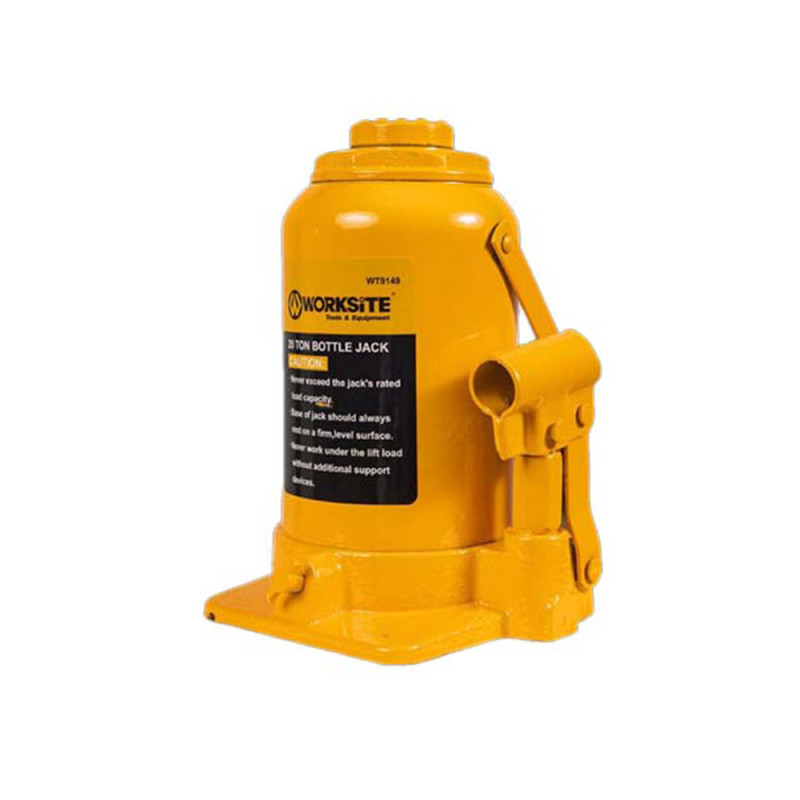 WT9149
WORKSiTE®
Tools & Equipment
20 TON BOTTLE JACK
CAUTION:
-Never exceed the jack's rated
load capacity.
-Base of jack should always
rest on a firm,level surface.
-Never work under the lift load
without additional support
devices.